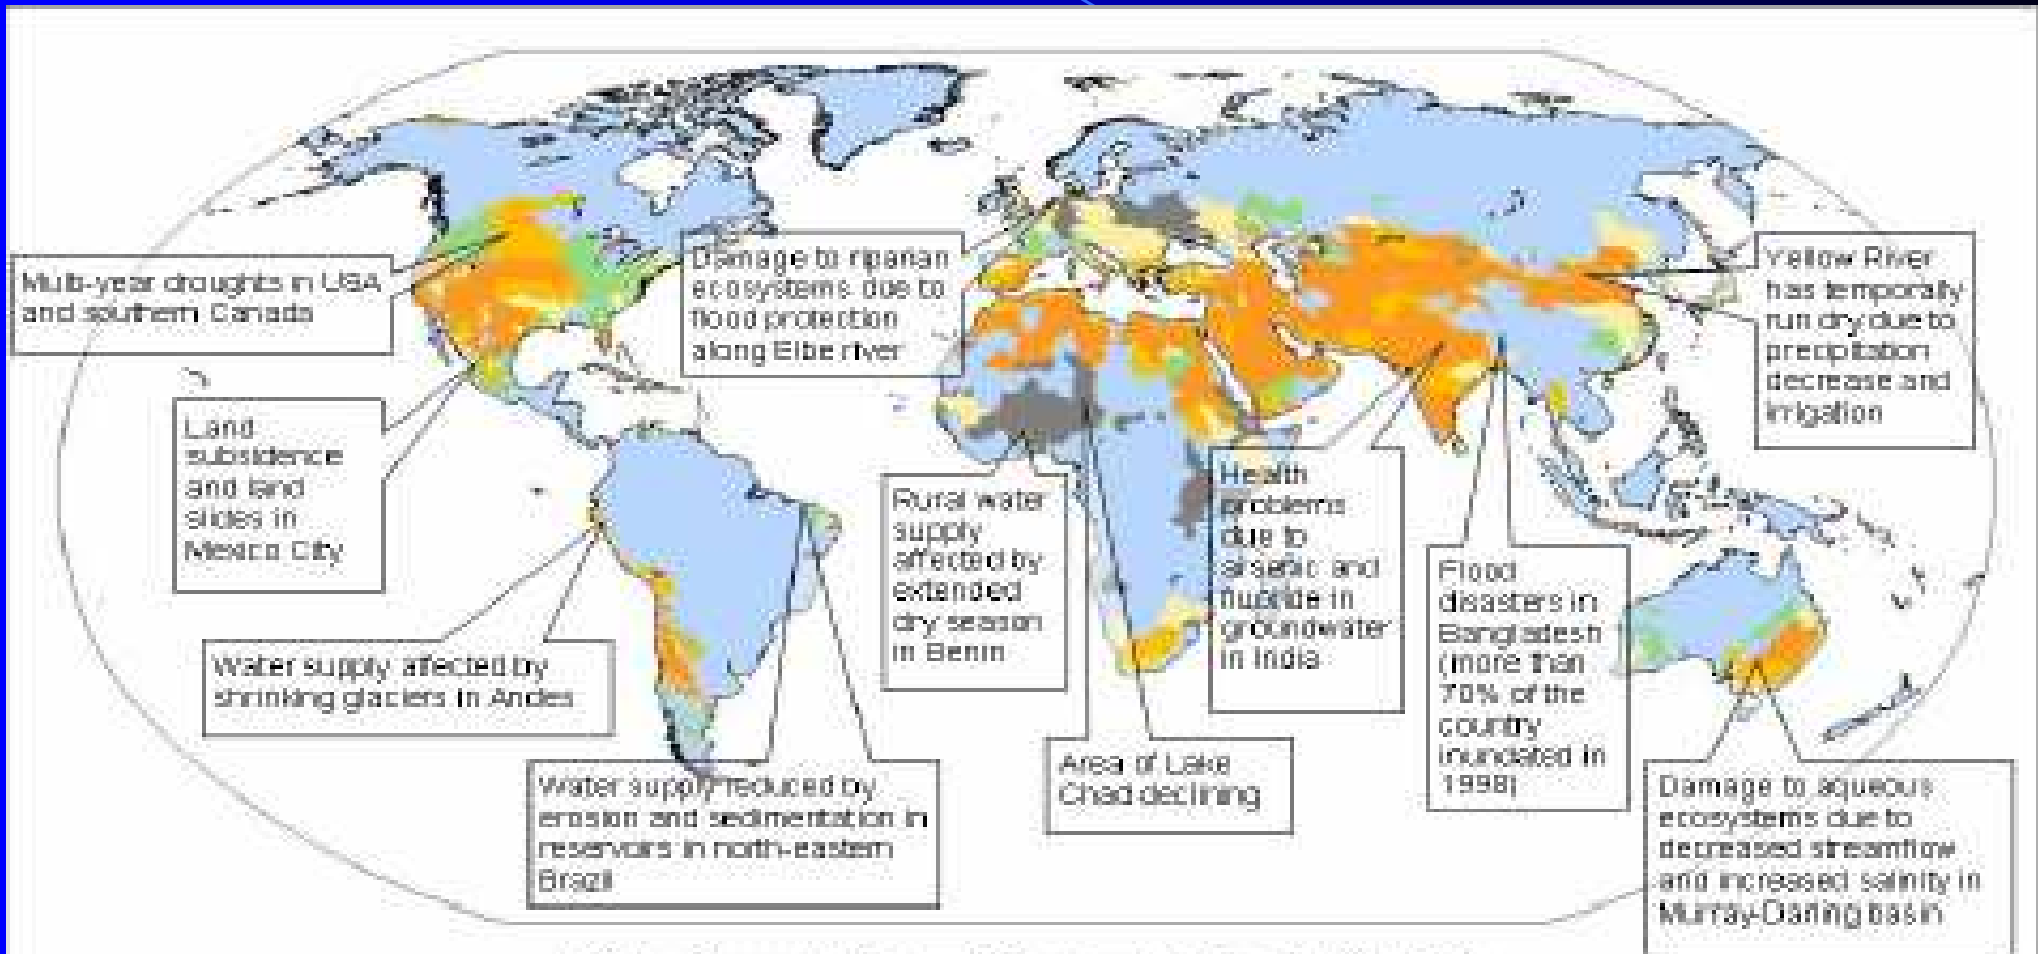 Multi-year droughts in USA
and southern Canada
Damage to riparian
ecosystems due to
flood protection
along Elbe river
Yellow River
has temporally
run dry due to
precipitation
decrease and
irrigation
Land
subsidence
and land
slides in
Mexico City
Rural water
supply
affected by
extended
dry season
in Benin
Health
problems
due to
arsenic and
fluoride in
groundwater
in India
Flood
disasters in
Bangladesh
(more than
70% of the
country
inundated in
1998)
Water supply affected by
shrinking glaciers in Andes
Water supply reduced by
erosion and sedimentation in
reservoirs in north-eastern
Brazil
Area of Lake
Chad declining
Damage to aqueous
ecosystems due to
decreased streamflow
and increased salinity in
Murray-Darling basin